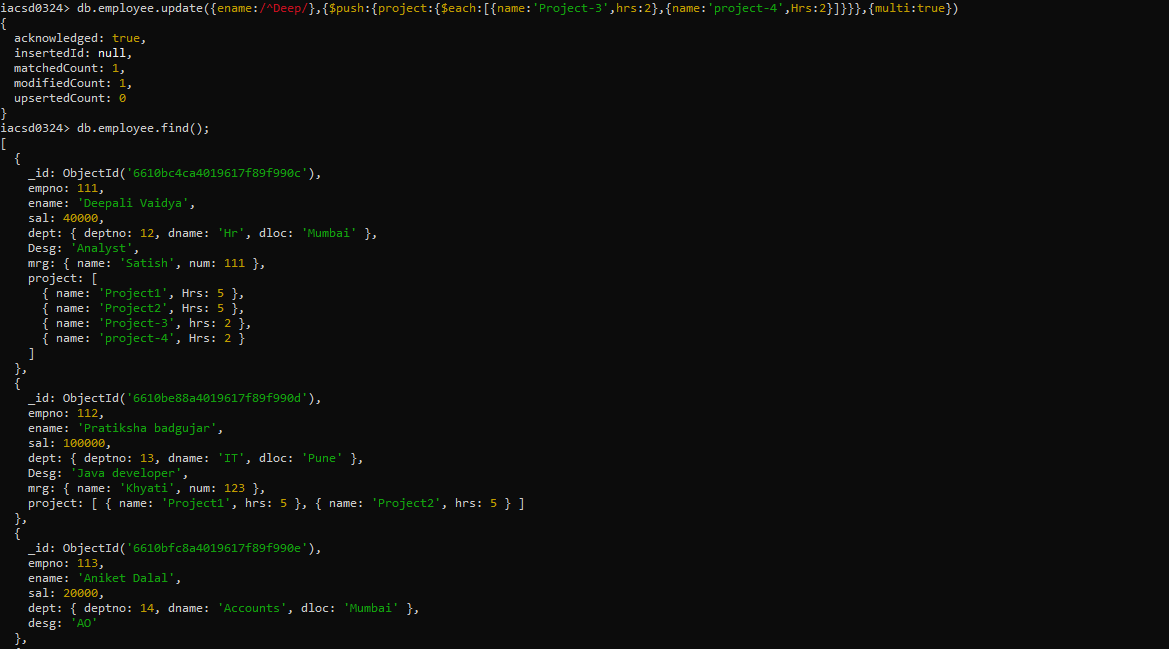 iacsd0324> db.employee.update({ename:/^Deep/},{$push:{project:{$each:[{name:'Project-3',hrs:2},{name:'project-4',Hrs:2}]}}},{multi:true})
{
  acknowledged: true,
  insertedId: null,
  matchedCount: 1,
  modifiedCount: 1,
  upsertedCount: 0
}
iacsd0324> db.employee.find();
[
  {
    _id: ObjectId('6610bc4ca4019617f89f990c'),
    empno: 111,
    ename: 'Deepali Vaidya',
    sal: 40000,
    dept: { deptno: 12, dname: 'Hr', dloc: 'Mumbai' },
    Desg: 'Analyst',
    mrg: { name: 'Satish', num: 111 },
    project: [
      { name: 'Project1', Hrs: 5 },
      { name: 'Project2', Hrs: 5 },
      { name: 'Project-3', hrs: 2 },
      { name: 'project-4', Hrs: 2 }
    ]
  },
  {
    _id: ObjectId('6610be88a4019617f89f990d'),
    empno: 112,
    ename: 'Pratiksha badgujar',
    sal: 100000,
    dept: { deptno: 13, dname: 'IT', dloc: 'Pune' },
    Desg: 'Java developer',
    mrg: { name: 'Khyati', num: 123 },
    project: [ { name: 'Project1', hrs: 5 }, { name: 'Project2', hrs: 5 } ]
  },
  {
    _id: ObjectId('6610bfc8a4019617f89f990e'),
    empno: 113,
    ename: 'Aniket Dalal',
    sal: 20000,
    dept: { deptno: 14, dname: 'Accounts', dloc: 'Mumbai' },
    desg: 'AO'
  },